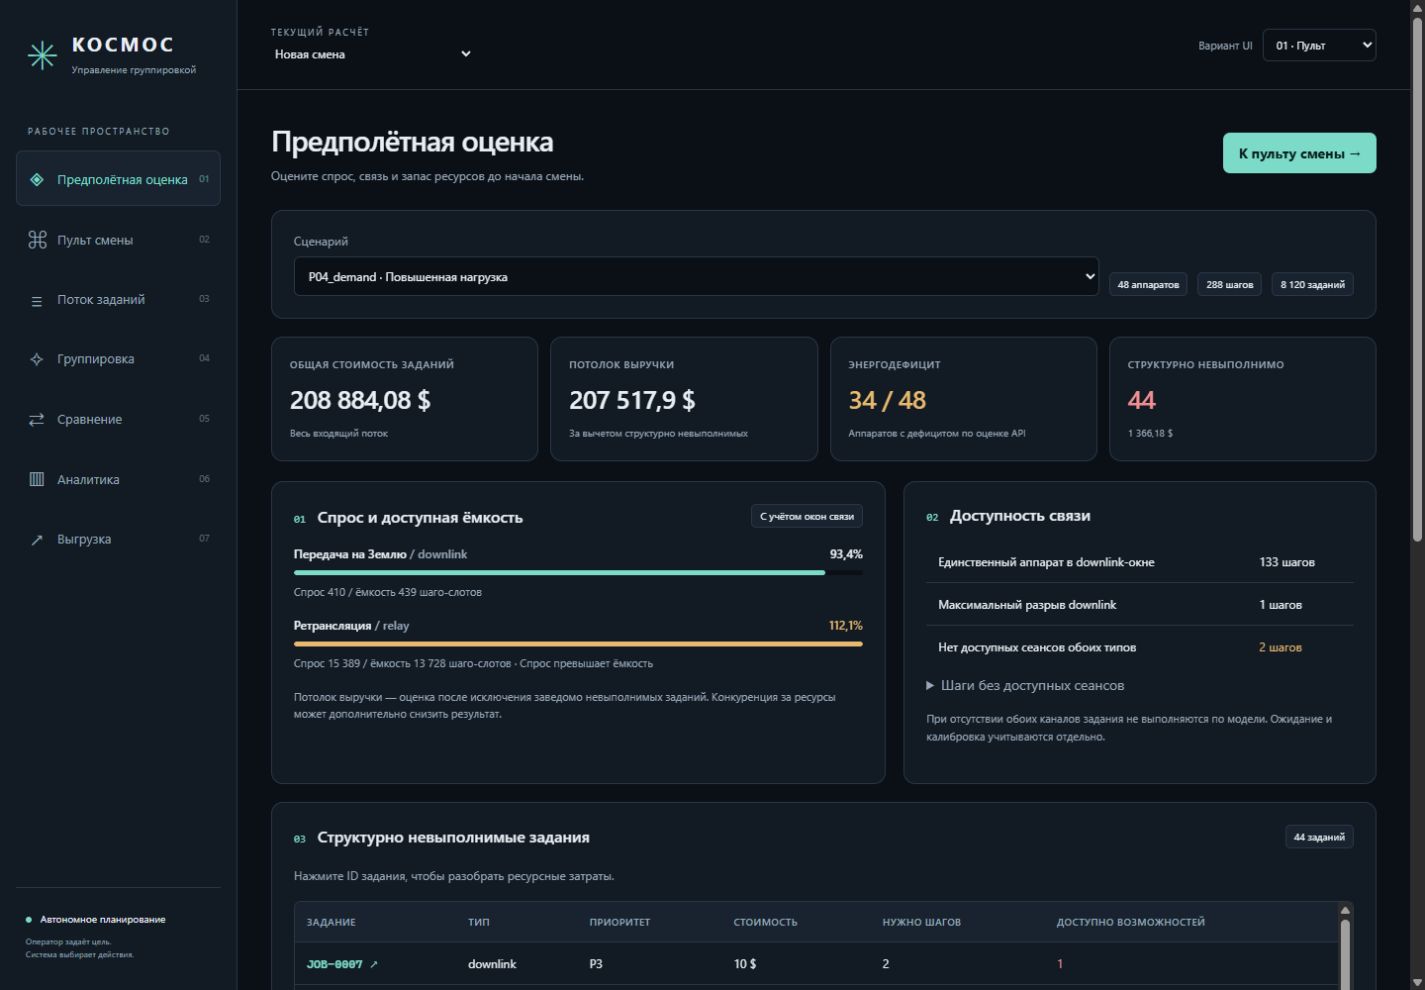 КОСМОС
Управление группировкой
РАБОЧЕЕ ПРОСТРАНСТВО
Предполётная оценка 01
Пульт смены 02
Поток заданий 03
Группировка 04
Сравнение 05
Аналитика 06
Выгрузка 07
Автономное планирование
Оператор задаёт цель.
Система выбирает действия.
ТЕКУЩИЙ РАСЧЁТ
Новая смена
Вариант UI 01 · Пульт
Предполётная оценка
Оцените спрос, связь и запас ресурсов до начала смены.
К пульту смены →
Сценарий
P04_demand · Повышенная нагрузка
48 аппаратов 288 шагов 8 120 заданий
ОБЩАЯ СТОИМОСТЬ ЗАДАНИЙ
208 884,08 $
Весь входящий поток
ПОТОЛОК ВЫРУЧКИ
207 517,9 $
За вычетом структурно невыполнимых
ЭНЕРГОДЕФИЦИТ
34 / 48
Аппаратов с дефицитом по оценке API
СТРУКТУРНО НЕВЫПОЛНИМО
44
1 366,18 $
01 Спрос и доступная ёмкость
С учётом окон связи
Передача на Землю / downlink 93,4%
Спрос 410 / ёмкость 439 шаго-слотов
Ретрансляция / relay 112,1%
Спрос 15 389 / ёмкость 13 728 шаго-слотов · Спрос превышает ёмкость
Потолок выручки — оценка после исключения заведомо невыполнимых заданий. Конкуренция за ресурсы
может дополнительно снизить результат.
02 Доступность связи
Единственный аппарат в downlink-окне 133 шагов
Максимальный разрыв downlink 1 шагов
Нет доступных сеансов обоих типов 2 шагов
▶ Шаги без доступных сеансов
При отсутствии обоих каналов задания не выполняются по модели. Ожидание и
калибровка учитываются отдельно.
03 Структурно невыполнимые задания
44 заданий
Нажмите ID задания, чтобы разобрать ресурсные затраты.
ЗАДАНИЕ ТИП ПРИОРИТЕТ СТОИМОСТЬ НУЖНО ШАГОВ ДОСТУПНО ВОЗМОЖНОСТЕЙ
JOB-0007 ↗ downlink P3 10 $ 2 1